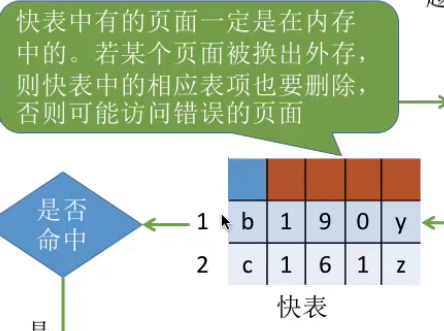 快表中有的页面一定是在内存
中的。若某个页面被换出外存，
则快表中的相应表项也要删除，
否则可能访问错误的页面
是否
命中
1 b 1 9 0 y
2 c 1 6 1 z
快表